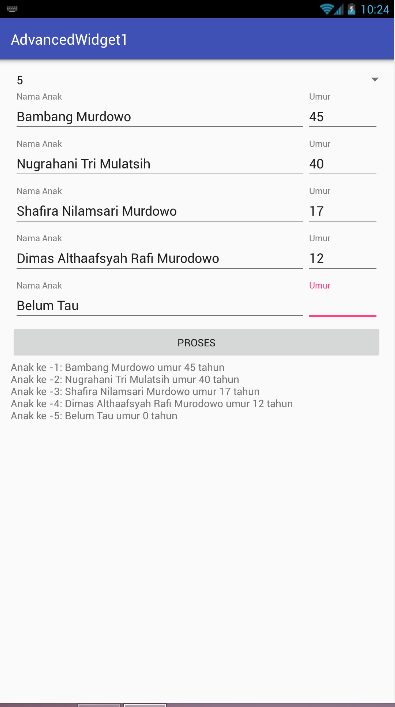 10:24
AdvancedWidget1
5
Nama Anak Umur
Bambang Murdowo 45
Nama Anak Umur
Nugrahani Tri Mulatsih 40
Nama Anak Umur
Shafira Nilamsari Murdowo 17
Nama Anak Umur
Dimas Althaafsyah Rafi Murodowo 12
Nama Anak Umur
Belum Tau
PROSES
Anak ke -1: Bambang Murdowo umur 45 tahun
Anak ke -2: Nugrahani Tri Mulatsih umur 40 tahun
Anak ke -3: Shafira Nilamsari Murdowo umur 17 tahun
Anak ke -4: Dimas Althaafsyah Rafi Murodowo umur 12 tahun
Anak ke -5: Belum Tau umur 0 tahun